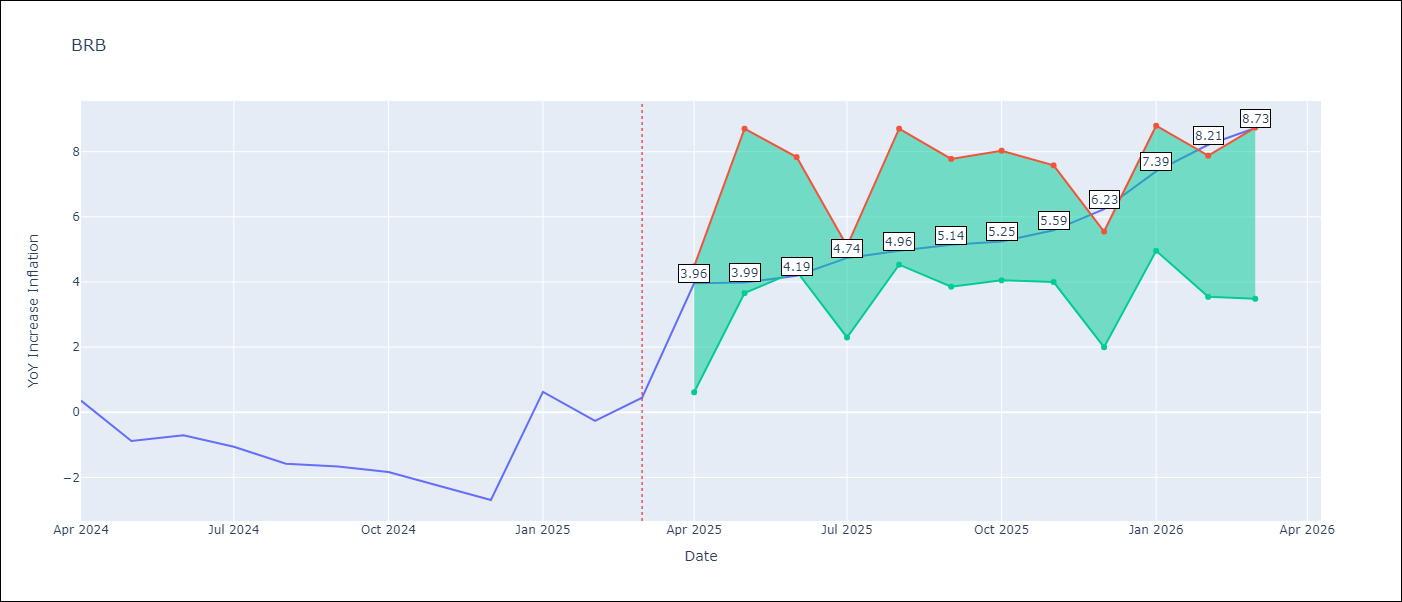 BRB
YoY Increase Inflation
8
6
4
2
0
−2
3.96
3.99
4.19
4.74
4.96
5.14
5.25
5.59
6.23
7.39
8.21
8.73
Apr 2024
Jul 2024
Oct 2024
Jan 2025
Apr 2025
Jul 2025
Oct 2025
Jan 2026
Apr 2026
Date